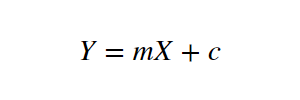 Y = mX + c